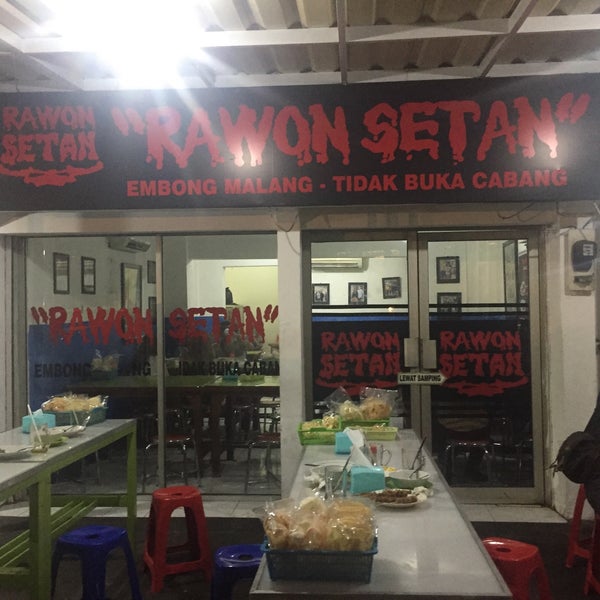 RAWON
SETAN
"RAWON SETAN"
EMBONG MALANG - TIDAK BUKA CABANG
"RAWON SETAN"
EMBONG MALANG - TIDAK BUKA CABANG
RAWON
SETAN
LEWAT SAMPING
RAWON
SETAN